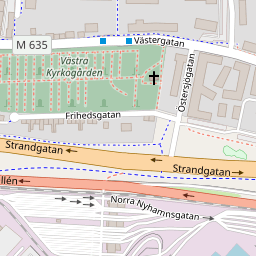 Västergatan
M 635
Västra
Kyrkogården
Östersjögatan
Frihedsgatan
Strandgatan
Strandgatan
llén
Norra Nyhamnsgatan